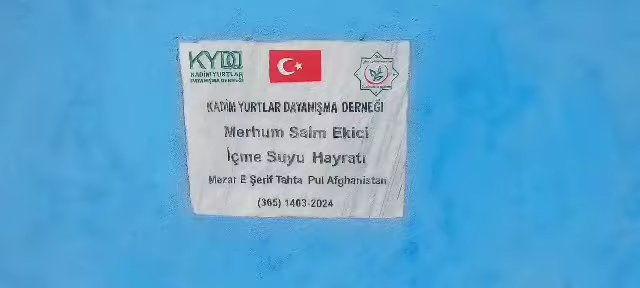 KYDD
KADİM YURTLAR
DAYANIŞMA DERNEĞİ
KADİM YURTLAR DAYANIŞMA DERNEĞİ
Merhum Saim Ekici
İçme Suyu Hayratı
Mezar E Şerif Tahta Pul Afghanistan
(365) 1403-2024